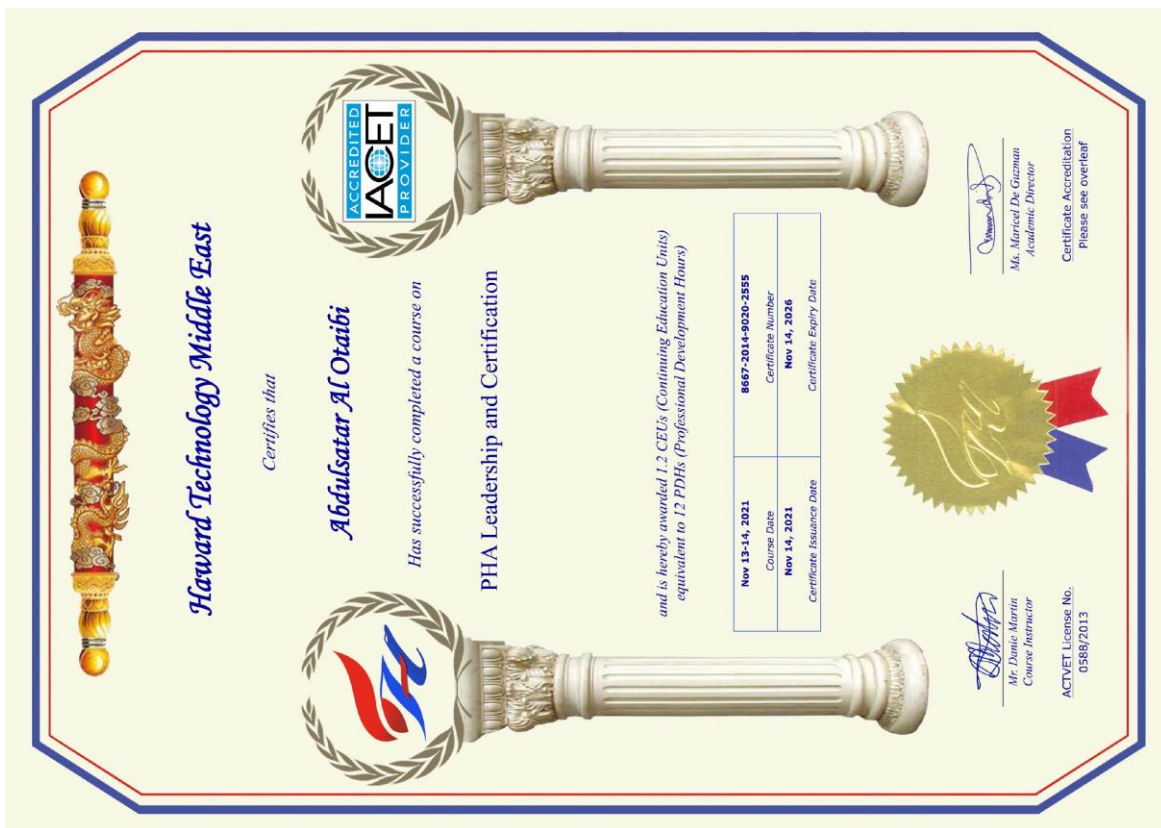 Haward Technology Middle East
Certifies that
Abdulsatar Al Otaibi
Has successfully completed a course on
PHA Leadership and Certification
ACCREDITED
IACET
PROVIDER
and is hereby awarded 1.2 CEUs (Continuing Education Units)
equivalent to 12 PDHs (Professional Development Hours)
Nov 13-14, 2021
8667-2014-9020-2555
Course Date
Certificate Number
Nov 14, 2021
Nov 14, 2026
Certificate Issuance Date
Certificate Expiry Date
Mr. Danie Martin
Course Instructor
Ms. Maricel De Guzman
Academic Director
ACTVET License No.
0588/2013
Certificate Accreditation
Please see overleaf